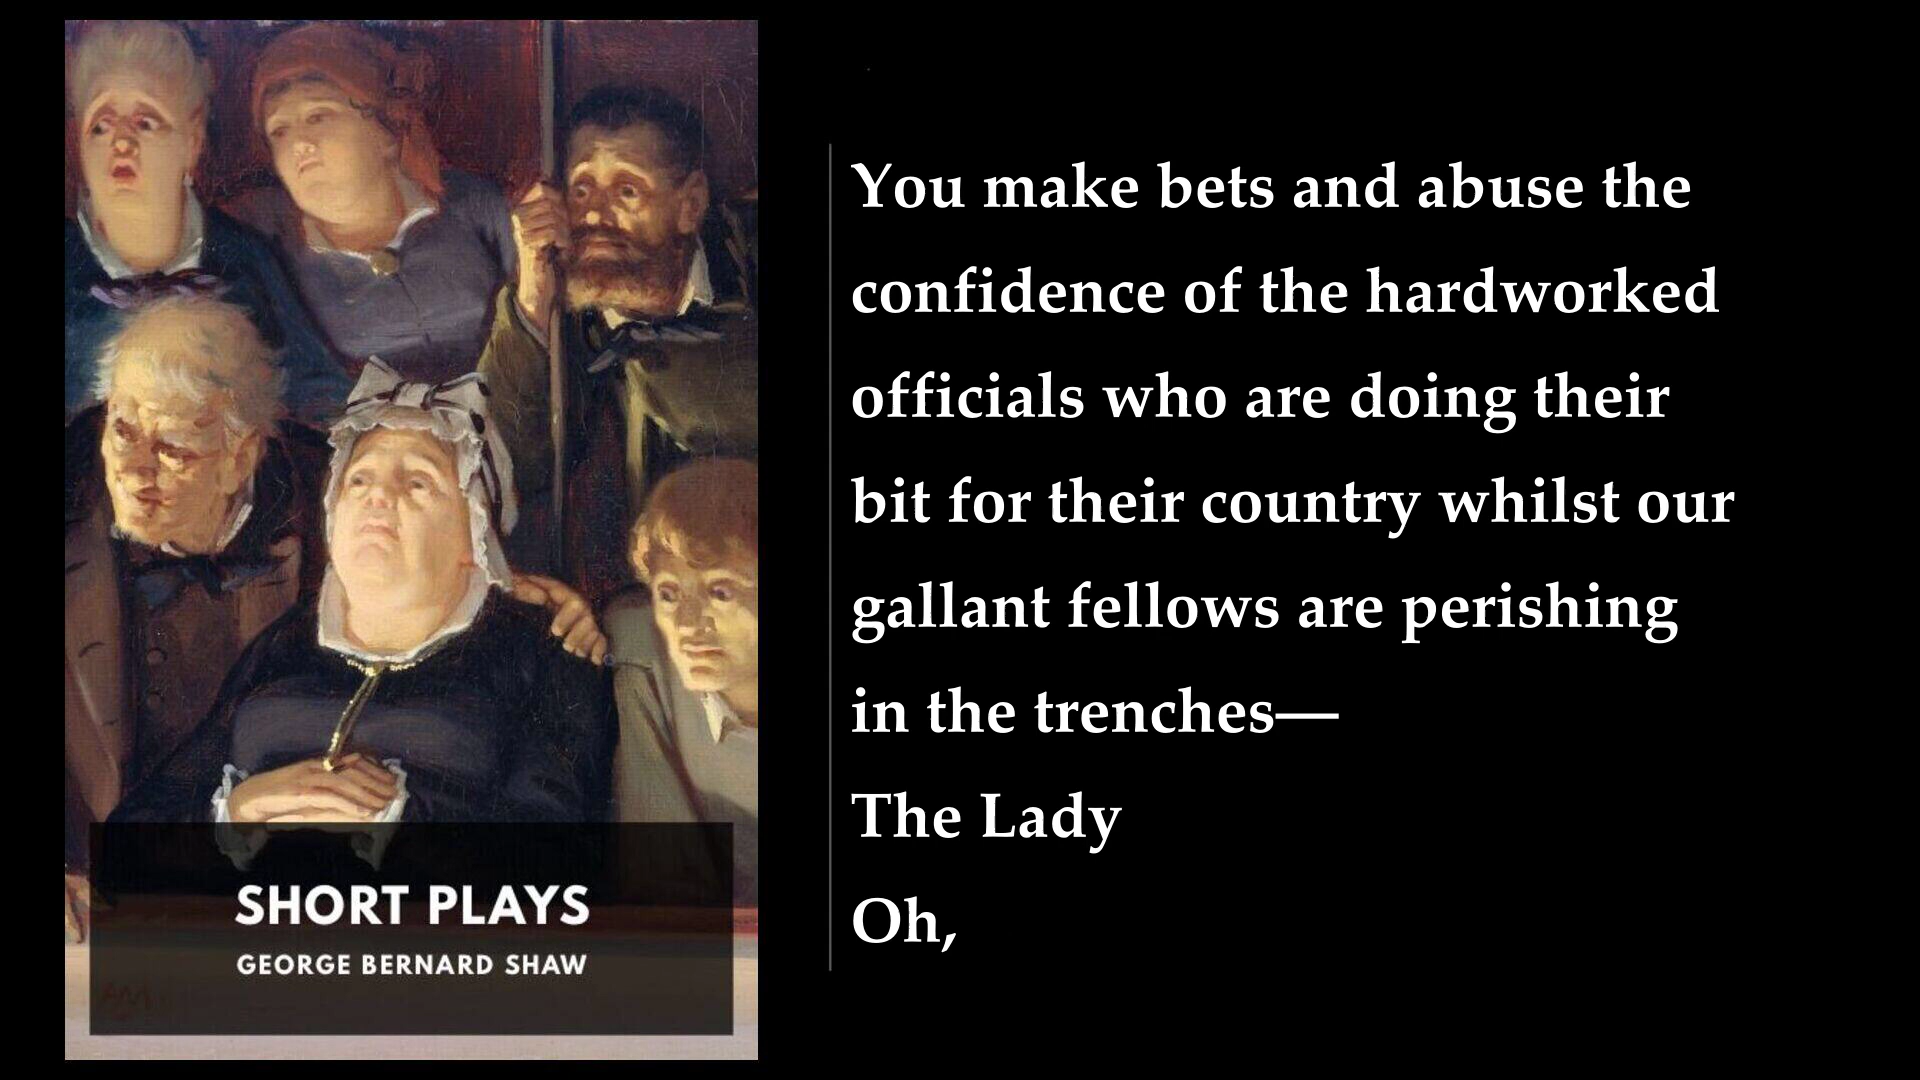 You make bets and abuse the
confidence of the hardworked
officials who are doing their
bit for their country whilst our
gallant fellows are perishing
in the trenches—
The Lady
Oh,
SHORT PLAYS
GEORGE BERNARD SHAW